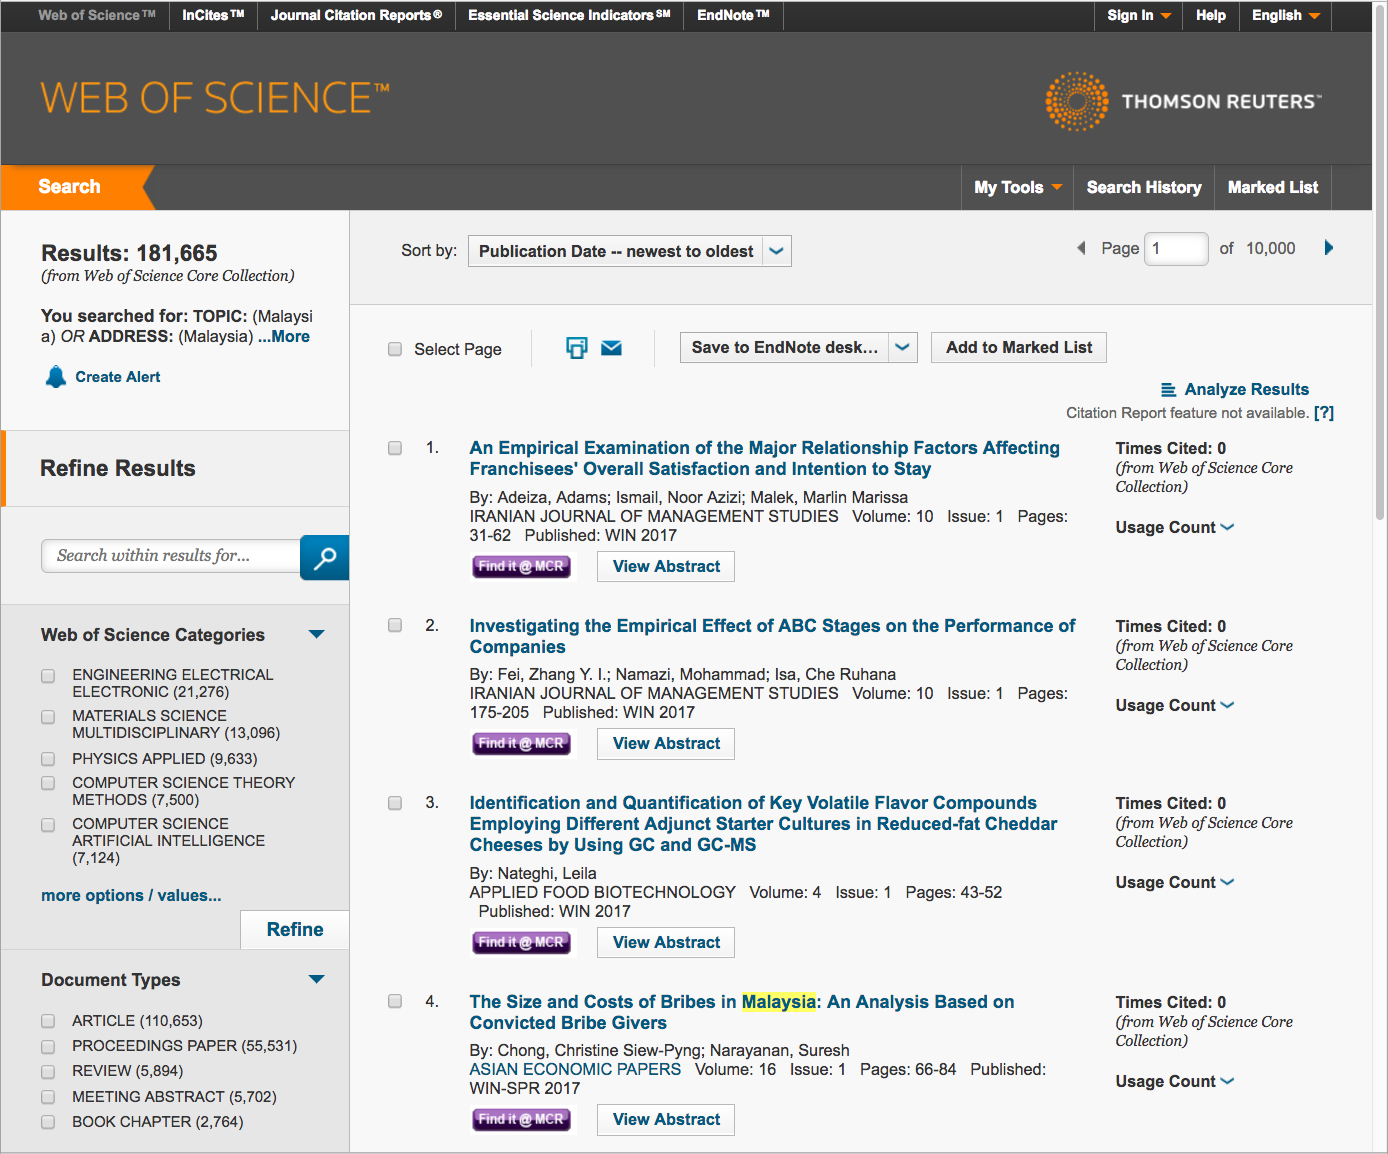 Web of Science™ InCites™ Journal Citation Reports® Essential Science Indicators℠ EndNote™ Sign In Help English
WEB OF SCIENCE™
THOMSON REUTERS™
Search My Tools Search History Marked List
Results: 181,665
(from Web of Science Core Collection)
You searched for: TOPIC: (Malaysi
a) OR ADDRESS: (Malaysia) ...More
Create Alert
Refine Results
Search within results for...
Web of Science Categories
ENGINEERING ELECTRICAL
ELECTRONIC (21,276)
MATERIALS SCIENCE
MULTIDISCIPLINARY (13,096)
PHYSICS APPLIED (9,633)
COMPUTER SCIENCE THEORY
METHODS (7,500)
COMPUTER SCIENCE
ARTIFICIAL INTELLIGENCE
(7,124)
more options / values...
Refine
Document Types
ARTICLE (110,653)
PROCEEDINGS PAPER (55,531)
REVIEW (5,894)
MEETING ABSTRACT (5,702)
BOOK CHAPTER (2,764)
Sort by: Publication Date -- newest to oldest Page 1 of 10,000
Select Page Save to EndNote desk... Add to Marked List
Analyze Results
Citation Report feature not available. [?]
1. An Empirical Examination of the Major Relationship Factors Affecting
Franchisees' Overall Satisfaction and Intention to Stay
By: Adeiza, Adams; Ismail, Noor Azizi; Malek, Marlin Marissa
IRANIAN JOURNAL OF MANAGEMENT STUDIES Volume: 10 Issue: 1 Pages:
31-62 Published: WIN 2017
Find it @ MCR View Abstract
Times Cited: 0
(from Web of Science Core
Collection)
Usage Count
2. Investigating the Empirical Effect of ABC Stages on the Performance of
Companies
By: Fei, Zhang Y. I.; Namazi, Mohammad; Isa, Che Ruhana
IRANIAN JOURNAL OF MANAGEMENT STUDIES Volume: 10 Issue: 1 Pages:
175-205 Published: WIN 2017
Find it @ MCR View Abstract
Times Cited: 0
(from Web of Science Core
Collection)
Usage Count
3. Identification and Quantification of Key Volatile Flavor Compounds
Employing Different Adjunct Starter Cultures in Reduced-fat Cheddar
Cheeses by Using GC and GC-MS
By: Nateghi, Leila
APPLIED FOOD BIOTECHNOLOGY Volume: 4 Issue: 1 Pages: 43-52
Published: WIN 2017
Find it @ MCR View Abstract
Times Cited: 0
(from Web of Science Core
Collection)
Usage Count
4. The Size and Costs of Bribes in Malaysia: An Analysis Based on
Convicted Bribe Givers
By: Chong, Christine Siew-Pyng; Narayanan, Suresh
ASIAN ECONOMIC PAPERS Volume: 16 Issue: 1 Pages: 66-84 Published:
WIN-SPR 2017
Find it @ MCR View Abstract
Times Cited: 0
(from Web of Science Core
Collection)
Usage Count